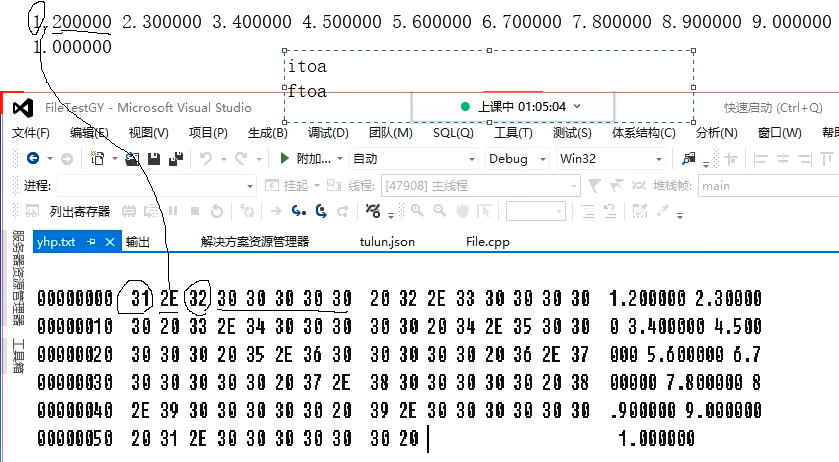 1.200000 2.300000 3.400000 4.500000 5.600000 6.700000 7.800000 8.900000 9.000000
1.000000
itoa
ftoa
FileTestGY - Microsoft Visual Studio
上课中 01:05:04
快速启动 (Ctrl+Q)
文件(F) 编辑(E) 视图(V) 项目(P) 生成(B) 调试(D) 团队(M) SQL(Q) 工具(T) 测试(S) 体系结构(C) 分析(N) 窗口(W) 帮助
附加... 自动 Debug Win32
进程: 挂起 线程: [47908] 主线程 堆栈帧: main
列出寄存器
服务器资源管理器
工具箱
yhp.txt 输出 解决方案资源管理器 tulun.json File.cpp
00000000 31 2E 32 30 30 30 30 30 20 32 2E 33 30 30 30 30 1.200000 2.30000
00000010 30 20 33 2E 34 30 30 30 30 30 20 34 2E 35 30 30 0 3.400000 4.500
00000020 30 30 30 20 35 2E 36 30 30 30 30 30 20 36 2E 37 000 5.600000 6.7
00000030 30 30 30 30 30 20 37 2E 38 30 30 30 30 30 20 38 00000 7.800000 8
00000040 2E 39 30 30 30 30 30 20 39 2E 30 30 30 30 30 30 .900000 9.000000
00000050 20 31 2E 30 30 30 30 30 30 20 1.000000